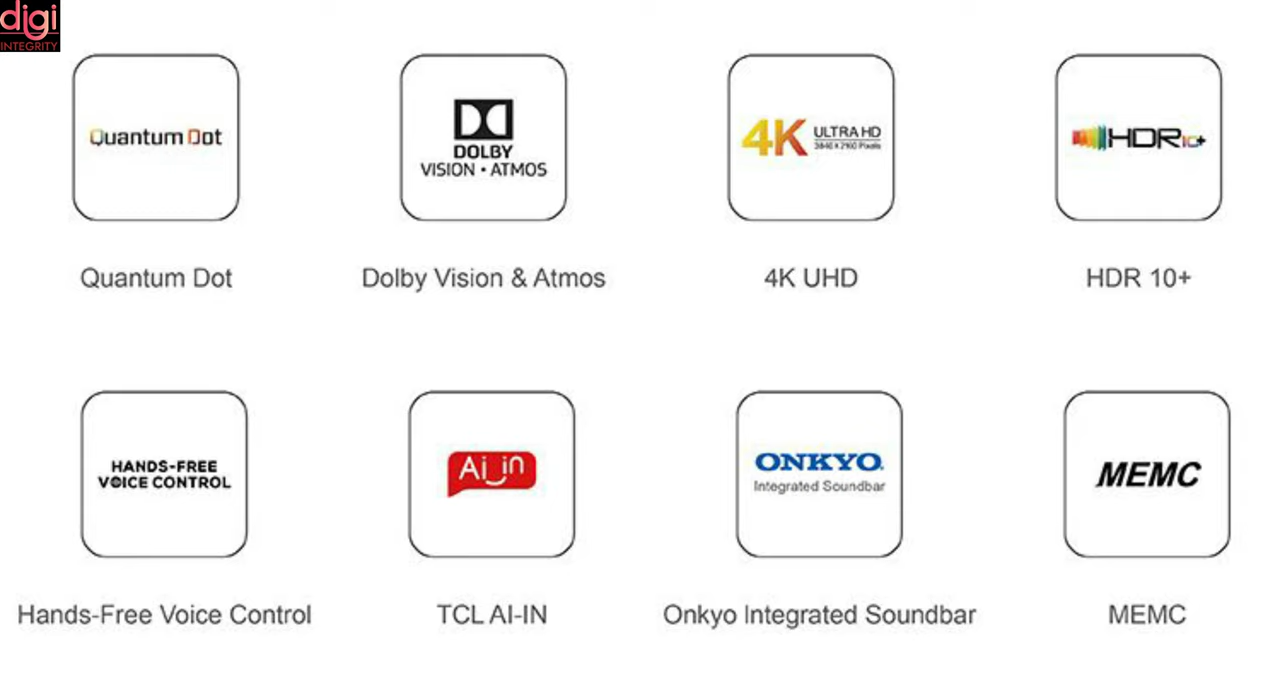 digi
INTEGRITY
Quantum Dot
DOLBY
VISION • ATMOS
4K ULTRA HD
3840 X 2160 Pixels
HDR10+
Quantum Dot
Dolby Vision & Atmos
4K UHD
HDR 10+
HANDS-FREE
VOICE CONTROL
Ai_in
ONKYO
Integrated Soundbar
MEMC
Hands-Free Voice Control
TCL AI-IN
Onkyo Integrated Soundbar
MEMC